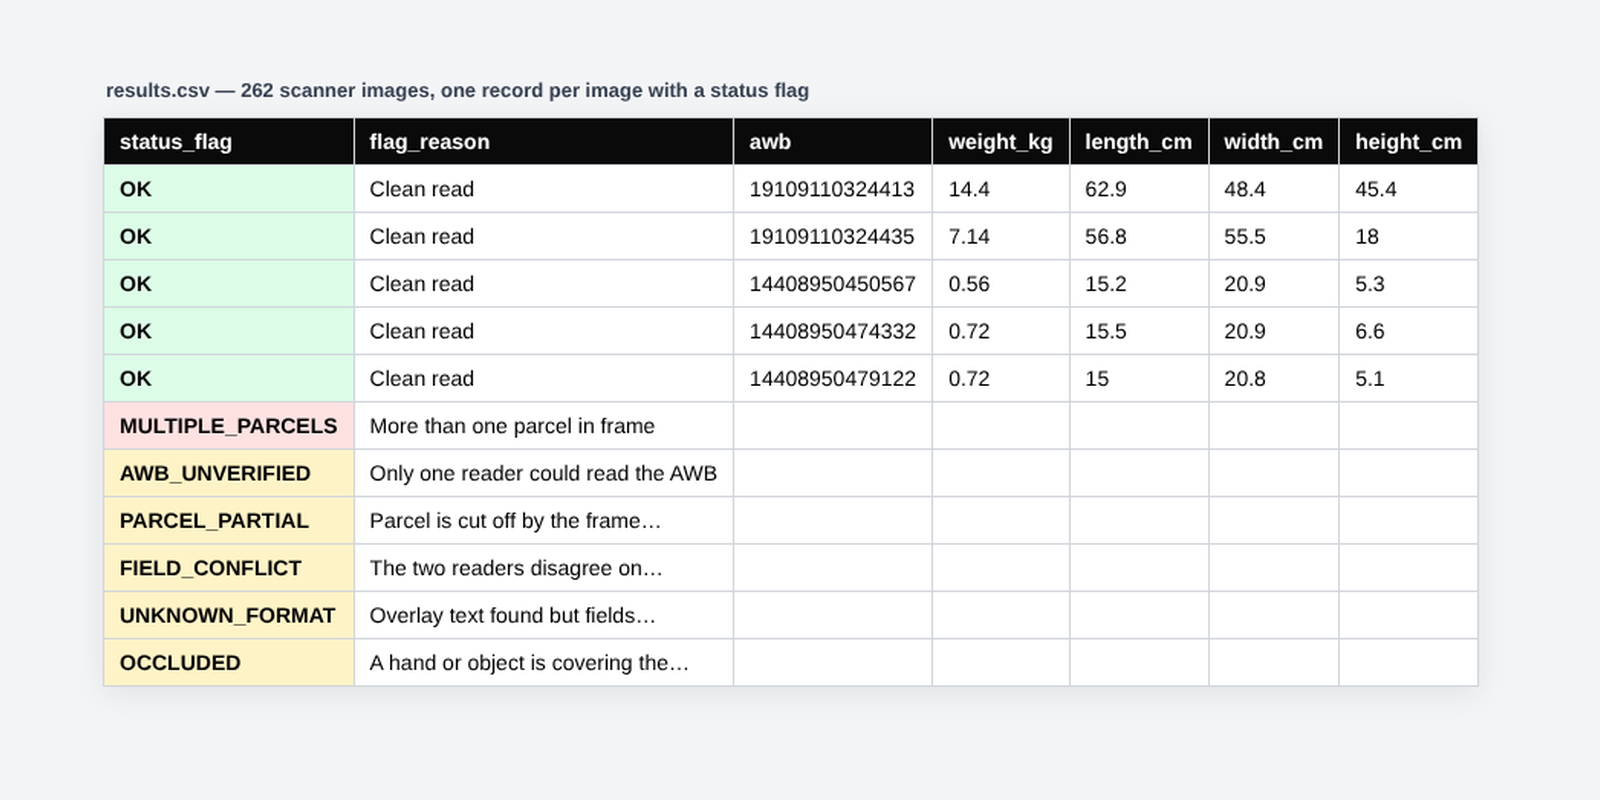 results.csv — 262 scanner images, one record per image with a status flag
status_flag flag_reason awb weight_kg length_cm width_cm height_cm
OK Clean read 19109110324413 14.4 62.9 48.4 45.4
OK Clean read 19109110324435 7.14 56.8 55.5 18
OK Clean read 14408950450567 0.56 15.2 20.9 5.3
OK Clean read 14408950474332 0.72 15.5 20.9 6.6
OK Clean read 14408950479122 0.72 15 20.8 5.1
MULTIPLE_PARCELS More than one parcel in frame
AWB_UNVERIFIED Only one reader could read the AWB
PARCEL_PARTIAL Parcel is cut off by the frame…
FIELD_CONFLICT The two readers disagree on…
UNKNOWN_FORMAT Overlay text found but fields…
OCCLUDED A hand or object is covering the…